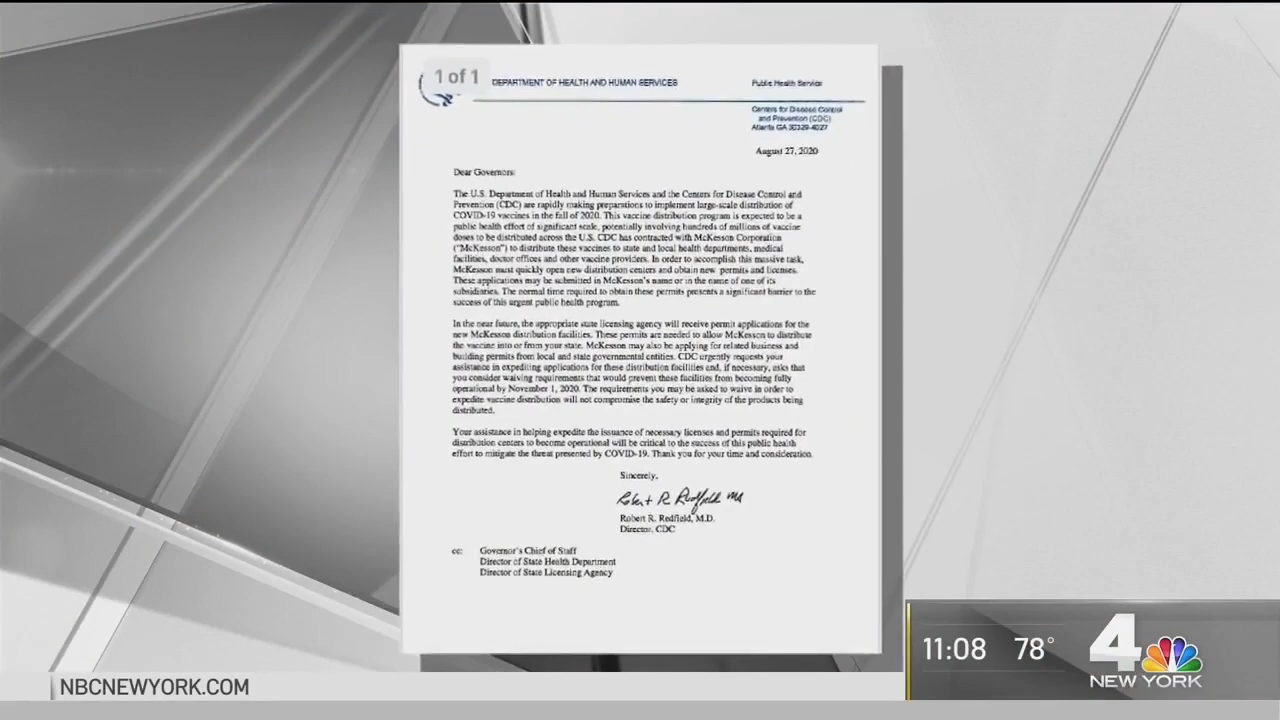 1 of 1
DEPARTMENT OF HEALTH AND HUMAN SERVICES
Public Health Service
Centers for Disease Control
and Prevention (CDC)
Atlanta GA 30329-4027
August 27, 2020
Dear Governors:
The U.S. Department of Health and Human Services and the Centers for Disease Control and
Prevention (CDC) are rapidly making preparations to implement large-scale distribution of
COVID-19 vaccines in the fall of 2020. This vaccine distribution program is expected to be a
public health effort of significant scale, potentially involving hundreds of millions of vaccine
doses to be distributed across the U.S. CDC has contracted with McKesson Corporation
("McKesson") to distribute these vaccines to state and local health departments, medical
facilities, doctor offices and other vaccine providers. In order to accomplish this massive task,
McKesson must quickly open new distribution centers and obtain new permits and licenses.
These applications may be submitted in McKesson's name or in the name of one of its
subsidiaries. The normal time required to obtain these permits presents a significant barrier to the
success of this urgent public health program.
In the near future, the appropriate state licensing agency will receive permit applications for the
new McKesson distribution facilities. These permits are needed to allow McKesson to distribute
the vaccine into or from your state. McKesson may also be applying for related business and
building permits from local and state governmental entities. CDC urgently requests your
assistance in expediting applications for these distribution facilities and, if necessary, asks that
you consider waiving requirements that would prevent these facilities from becoming fully
operational by November 1, 2020. The requirements you may be asked to waive in order to
expedite vaccine distribution will not compromise the safety or integrity of the products being
distributed.
Your assistance in helping expedite the issuance of necessary licenses and permits required for
distribution centers to become operational will be critical to the success of this public health
effort to mitigate the threat presented by COVID-19. Thank you for your time and consideration.
Sincerely,
Robert R. Redfield MD
Robert R. Redfield, M.D.
Director, CDC
cc: Governor's Chief of Staff
Director of State Health Department
Director of State Licensing Agency
11:08 78° 4
NEW YORK
NBCNEWYORK.COM